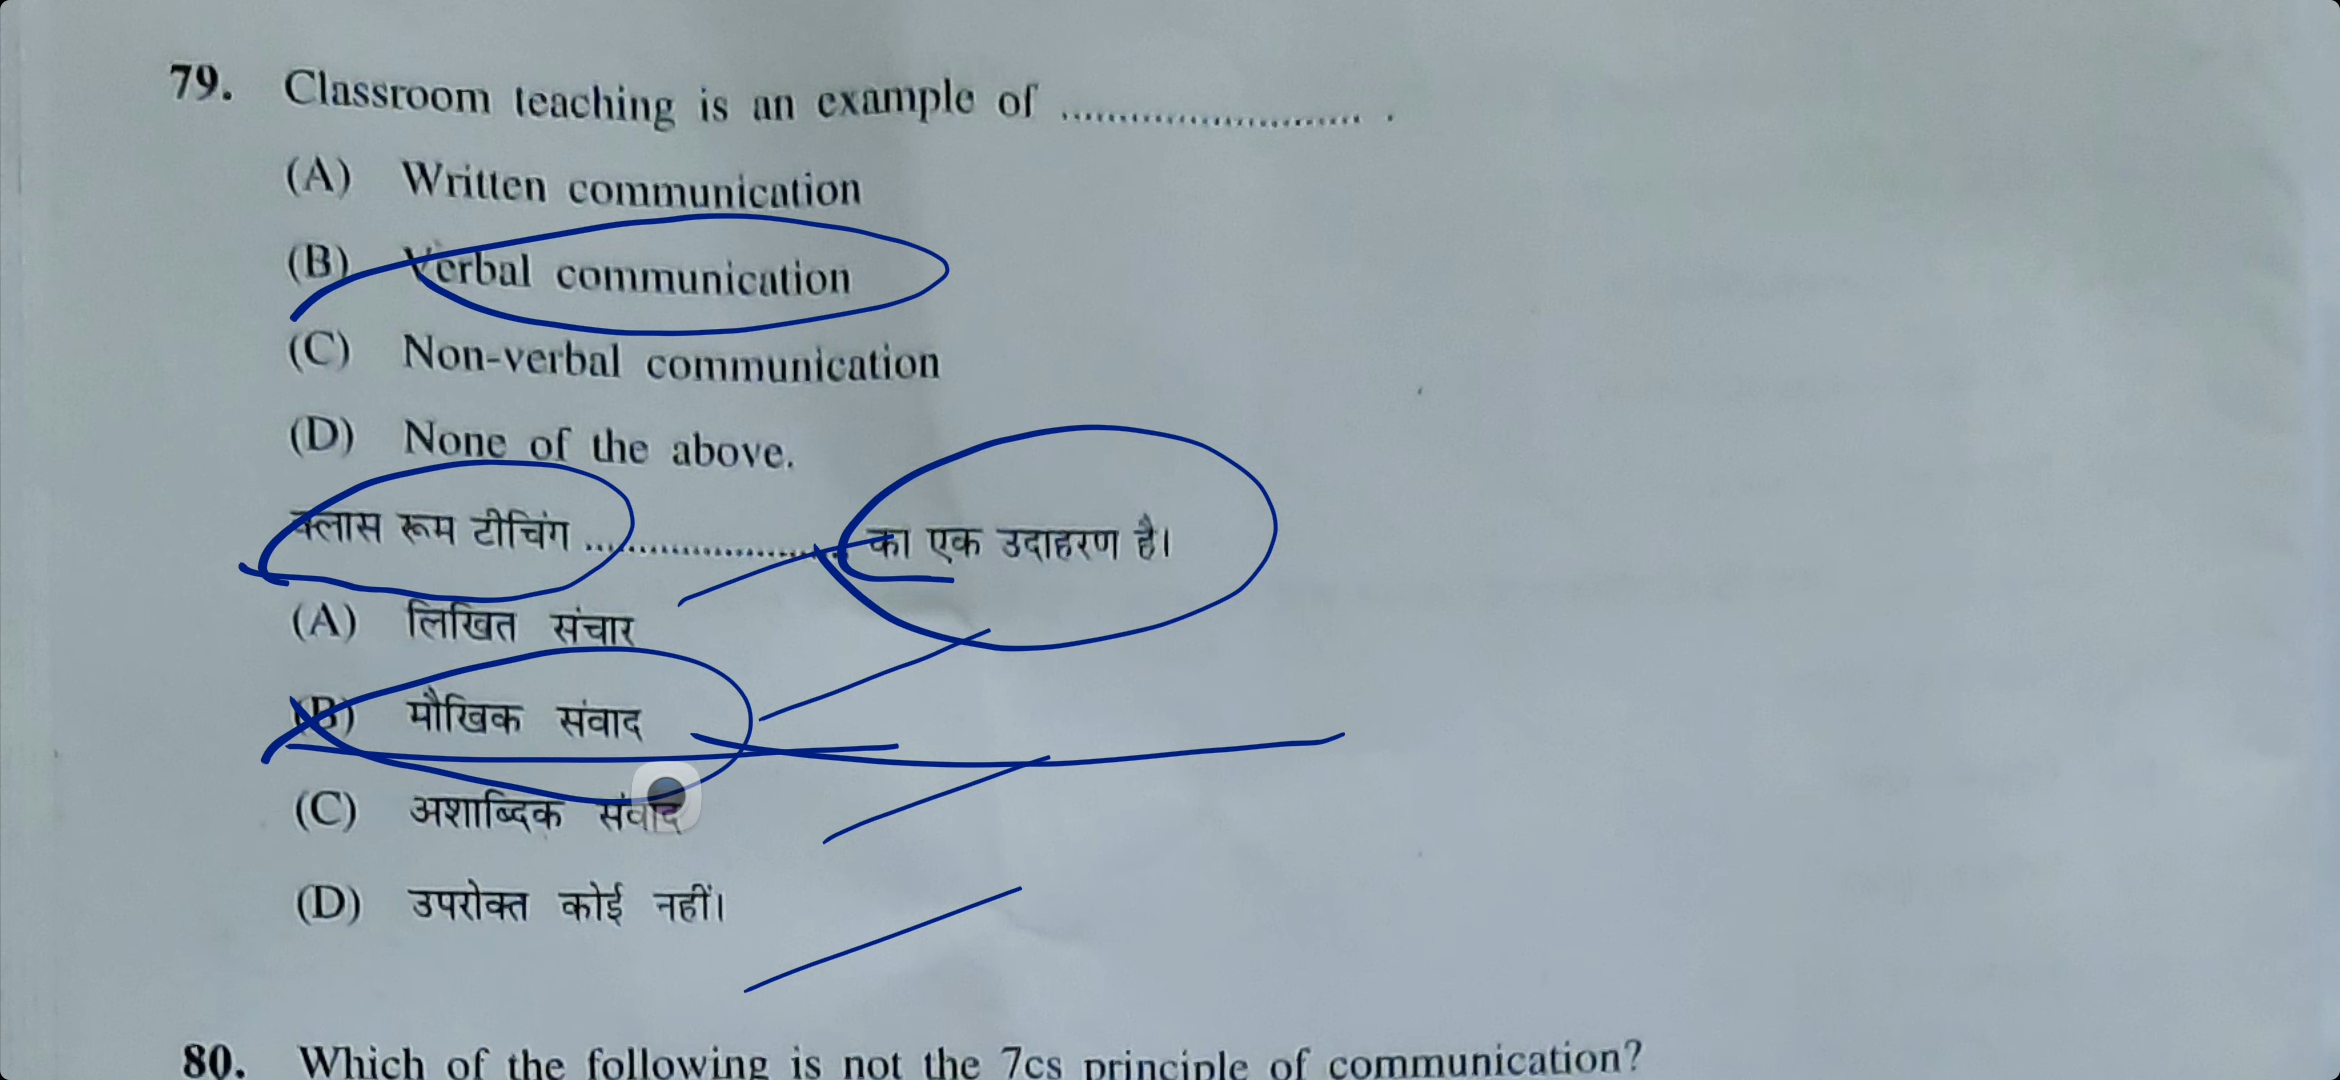 79. Classroom teaching is an example of ............................ .
(A) Written communication
(B) Verbal communication
(C) Non-verbal communication
(D) None of the above.
क्लास रूम टीचिंग ............................ का एक उदाहरण है।
(A) लिखित संचार
(B) मौखिक संवाद
(C) अशाब्दिक संवाद
(D) उपरोक्त कोई नहीं।
80. Which of the following is not the 7cs principle of communication?